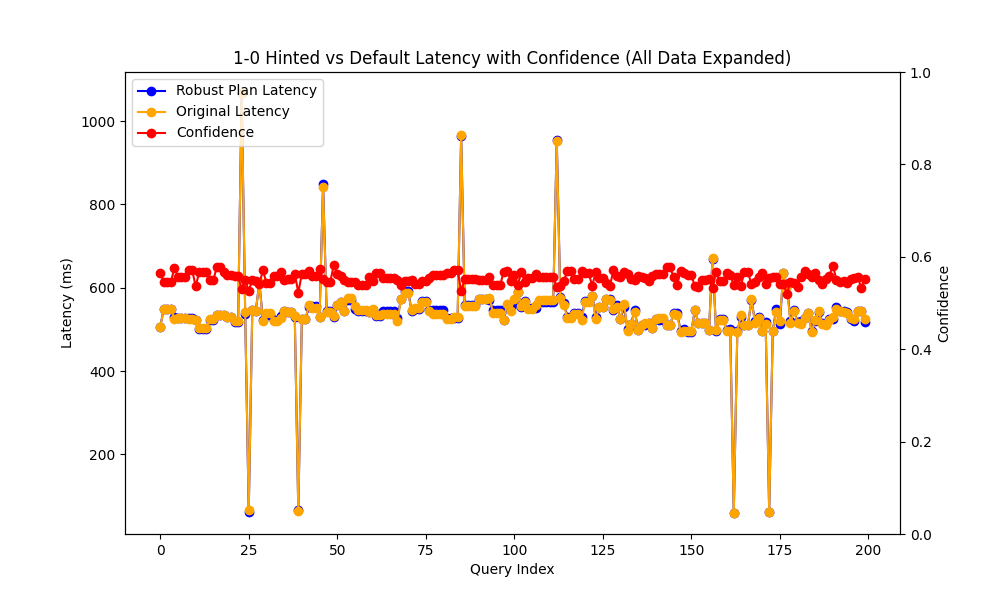 1-0 Hinted vs Default Latency with Confidence (All Data Expanded)
Robust Plan Latency
Original Latency
Confidence
1000
800
600
400
200
Latency (ms)
1.0
0.8
0.6
0.4
0.2
0.0
Confidence
0 25 50 75 100 125 150 175 200
Query Index